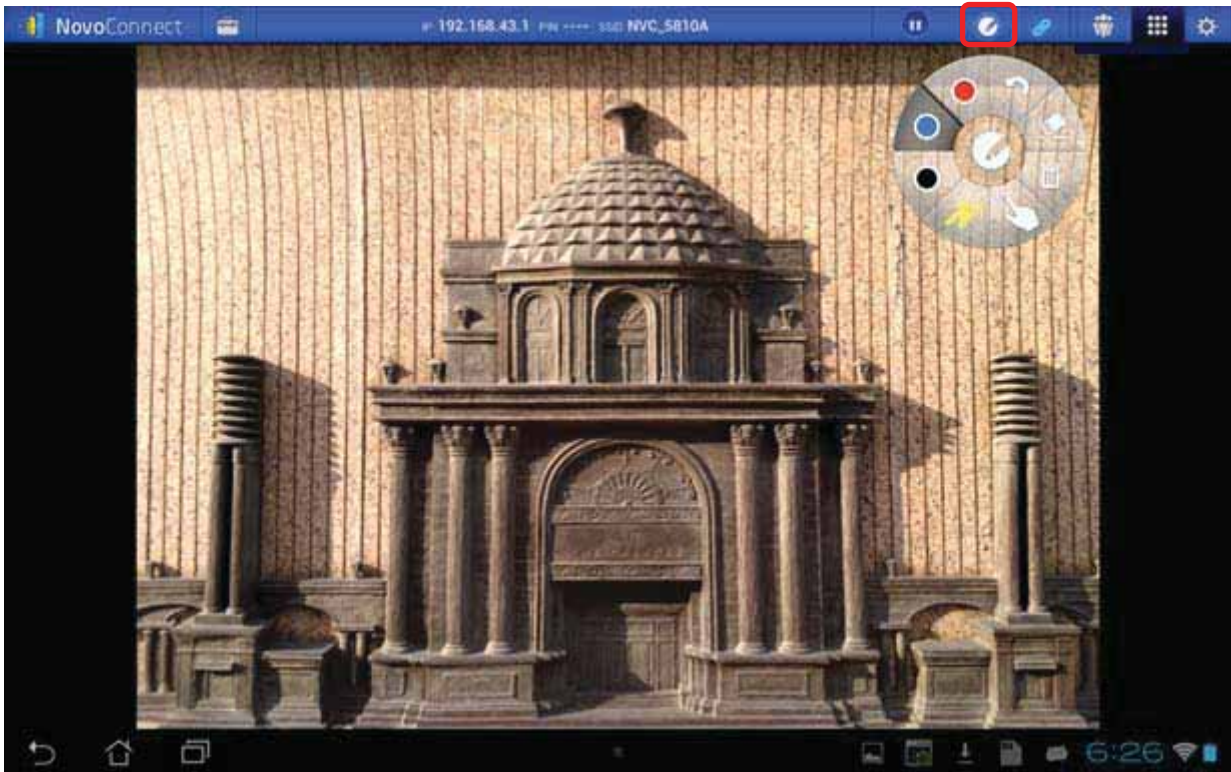 NovoConnect IP 192.168.43.1 PIN ---- SSID NVC_5810A
6:26